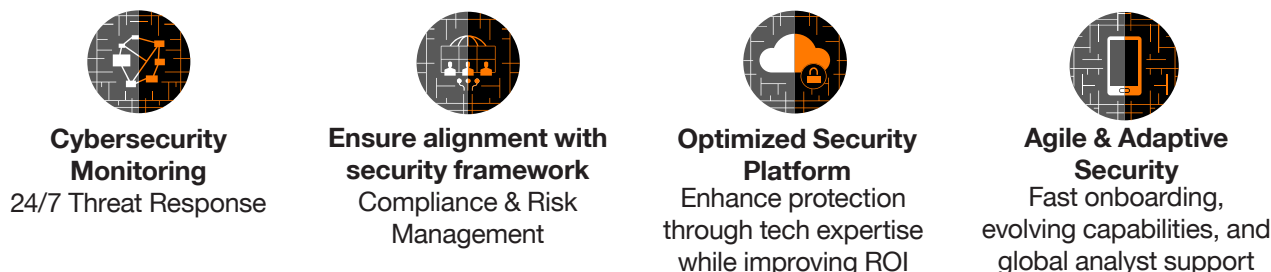 Cybersecurity
Monitoring
24/7 Threat Response
Ensure alignment with
security framework
Compliance & Risk
Management
Optimized Security
Platform
Enhance protection
through tech expertise
while improving ROI
Agile & Adaptive
Security
Fast onboarding,
evolving capabilities, and
global analyst support